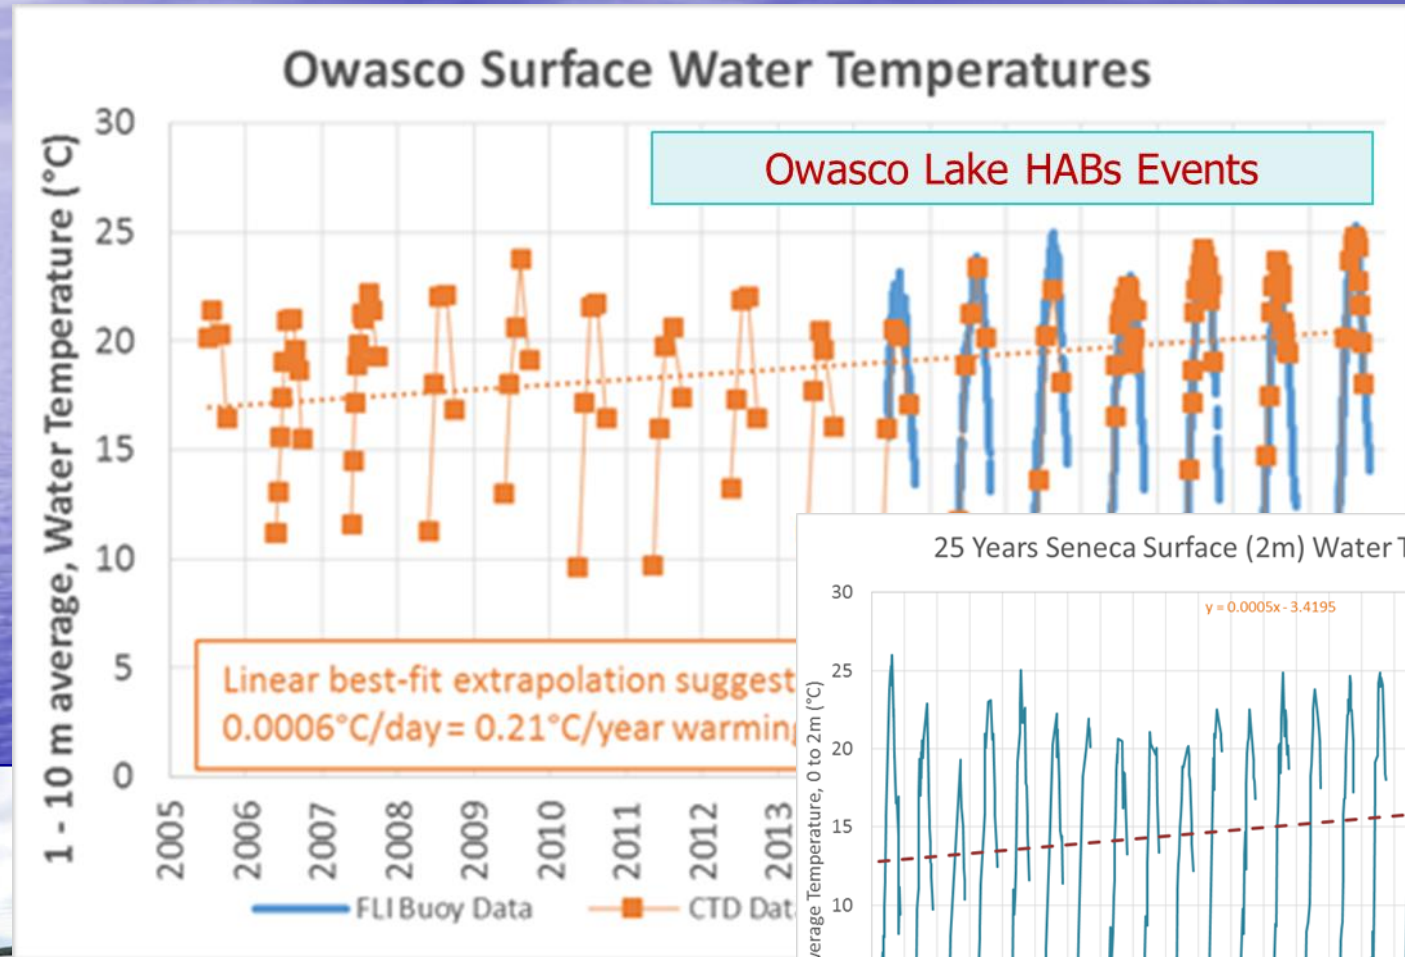 Owasco Surface Water Temperatures
Owasco Lake HABs Events
1 - 10 m average, Water Temperature (°C)
30
25
20
15
10
5
0
Linear best-fit extrapolation suggest
0.0006°C/day = 0.21°C/year warming
2005
2006
2007
2008
2009
2010
2011
2012
2013
FLI Buoy Data
CTD Dat
25 Years Seneca Surface (2m) Water T
y = 0.0005x - 3.4195
verage Temperature, 0 to 2m (°C)
30
25
20
15
10